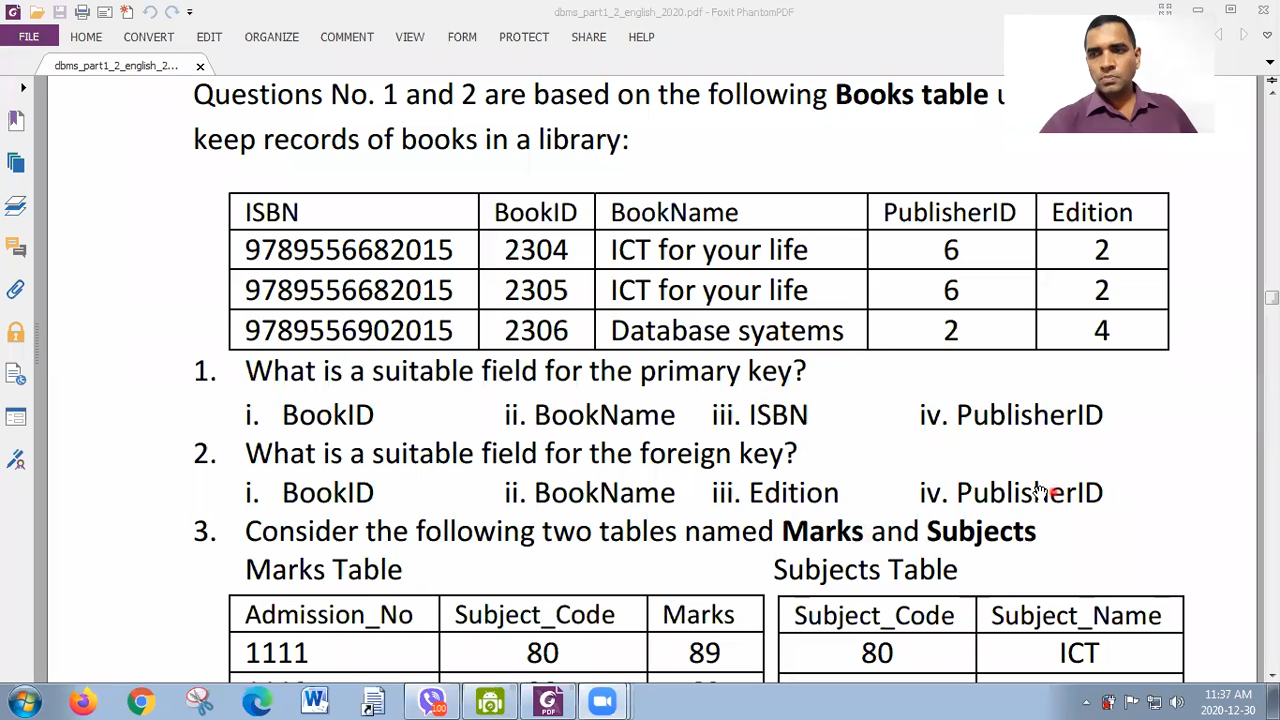 dbms_part1_2_english_2020.pdf - Foxit PhantomPDF
FILE HOME CONVERT EDIT ORGANIZE COMMENT VIEW FORM PROTECT SHARE HELP
dbms_part1_2_english_2...
Questions No. 1 and 2 are based on the following Books table
keep records of books in a library:
ISBN BookID BookName PublisherID Edition
9789556682015 2304 ICT for your life 6 2
9789556682015 2305 ICT for your life 6 2
9789556902015 2306 Database syatems 2 4
1. What is a suitable field for the primary key?
i. BookID ii. BookName iii. ISBN iv. PublisherID
2. What is a suitable field for the foreign key?
i. BookID ii. BookName iii. Edition iv. PublisherID
3. Consider the following two tables named Marks and Subjects
Marks Table Subjects Table
Admission_No Subject_Code Marks Subject_Code Subject_Name
1111 80 89 80 ICT
100
PDF
11:37 AM
2020-12-30